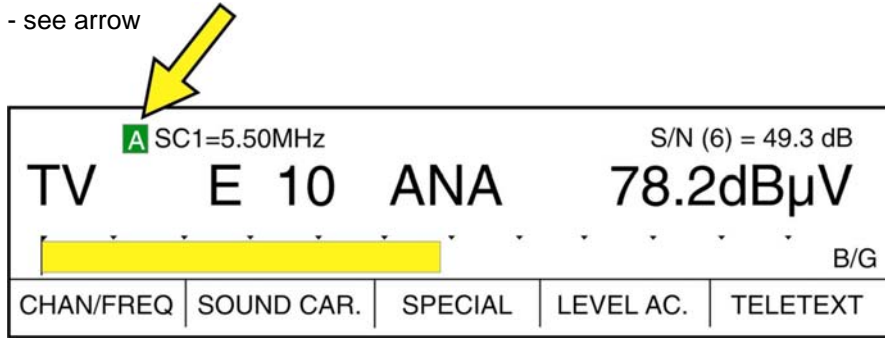 - see arrow
A SC1=5.50MHz S/N (6) = 49.3 dB
TV E 10 ANA 78.2dBµV
B/G
CHAN/FREQ SOUND CAR. SPECIAL LEVEL AC. TELETEXT